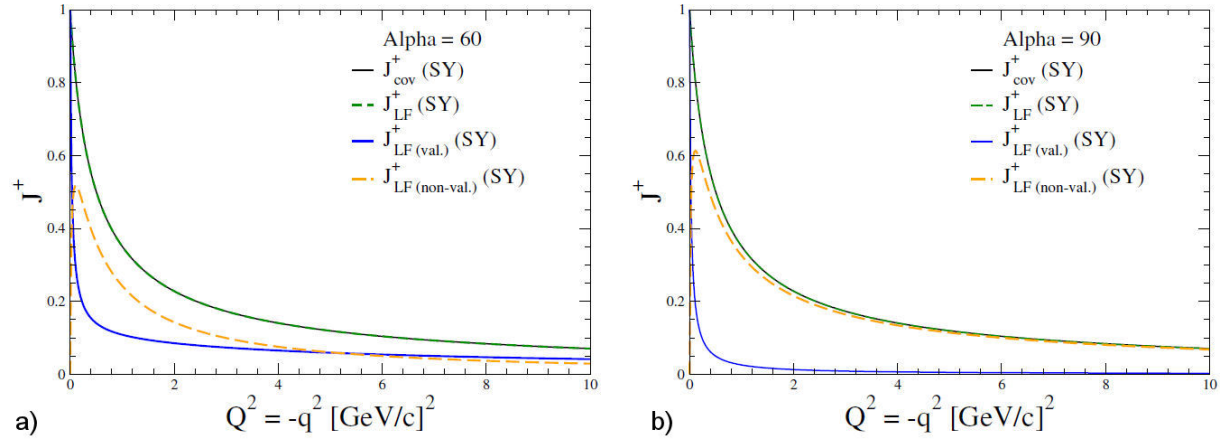 Alpha = 60
J⁺cov (SY)
J⁺LF (SY)
J⁺LF (val.) (SY)
J⁺LF (non-val.) (SY)
J⁺
1
0.8
0.6
0.4
0.2
0
0 2 4 6 8 10
a) Q² = -q² [GeV/c]²
Alpha = 90
J⁺cov (SY)
J⁺LF (SY)
J⁺LF (val.) (SY)
J⁺LF (non-val.) (SY)
J⁺
1
0.8
0.6
0.4
0.2
0
0 2 4 6 8 10
b) Q² = -q² [GeV/c]²